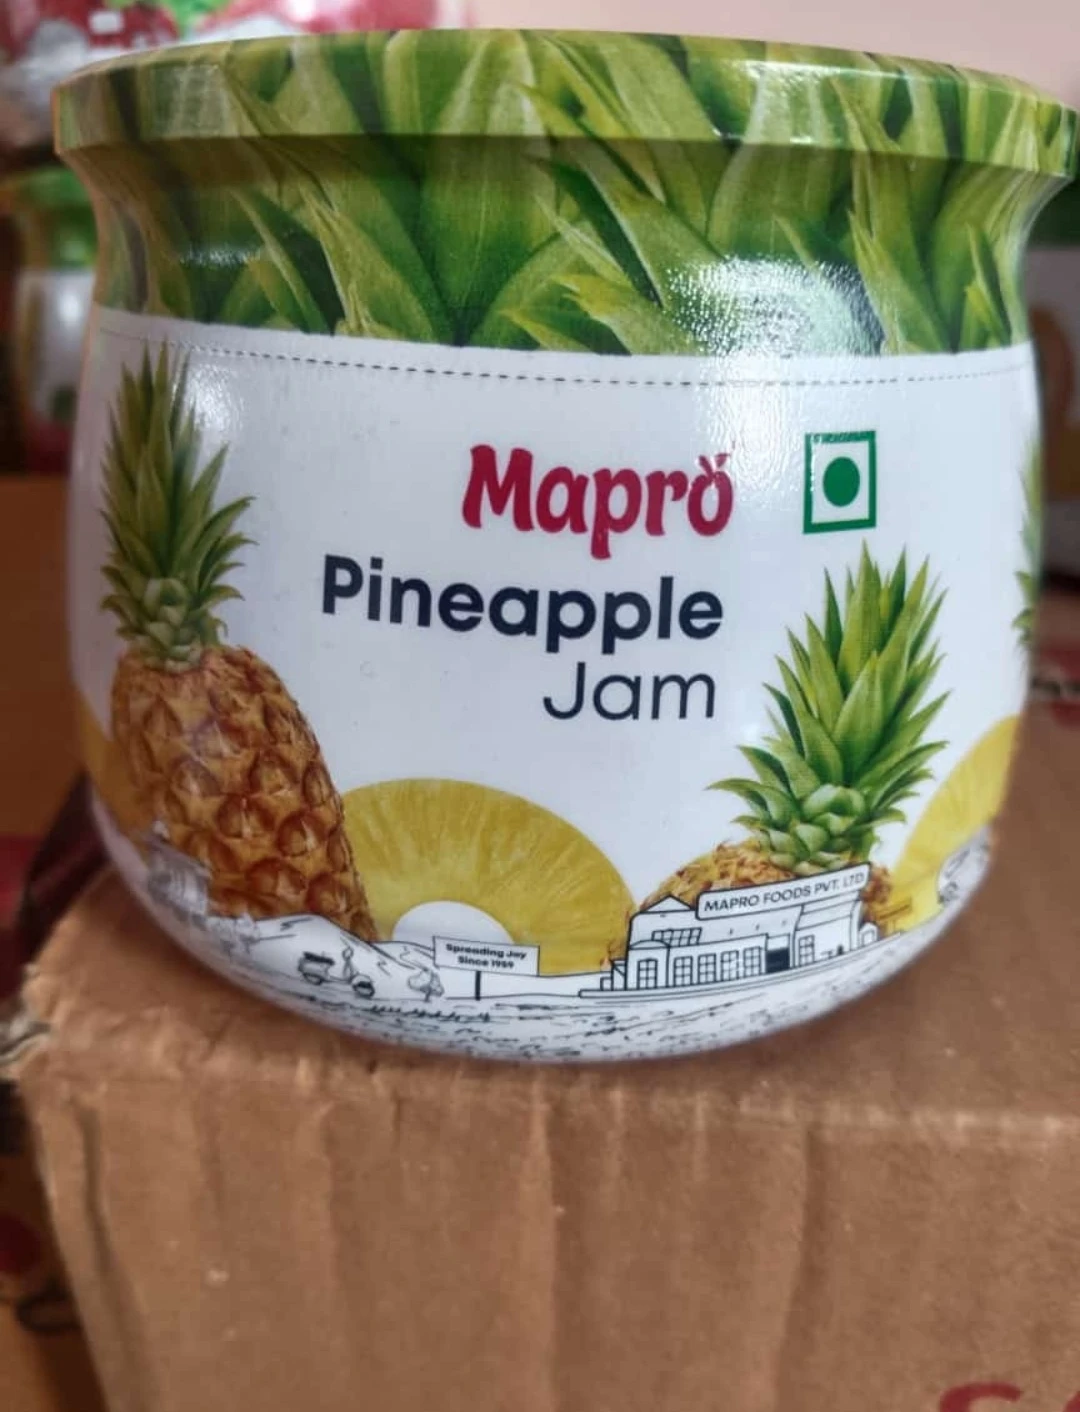 Mapro
Pineapple
Jam
MAPRO FOODS PVT. LTD
Spreading Joy
Since 1959